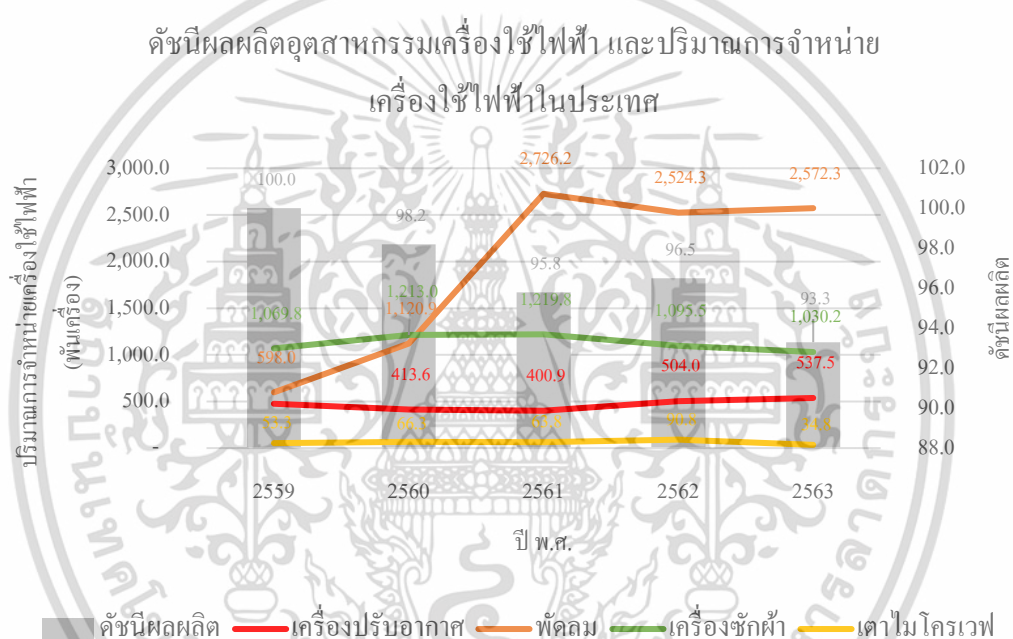 ดัชนีผลผลิตอุตสาหกรรมเครื่องใช้ไฟฟ้า และปริมาณการจำหน่าย
เครื่องใช้ไฟฟ้าในประเทศ
ปริมาณการจำหน่ายเครื่องใช้ไฟฟ้า
(พันเครื่อง)
3,000.0
2,500.0
2,000.0
1,500.0
1,000.0
500.0
-
102.0
100.0
98.0
96.0
94.0
92.0
90.0
88.0
ดัชนีผลผลิต
100.0 98.2 95.8 96.5 93.3
598.0 1,120.9 2,726.2 2,524.3 2,572.3
1,069.8 1,213.0 1,219.8 1,095.5 1,030.2
413.6 400.9 504.0 537.5
53.3 34.8
2559 2560 2561 2562 2563
ปี พ.ศ.
ดัชนีผลผลิต เครื่องปรับอากาศ พัดลม เครื่องซักผ้า เตาไมโครเวฟ